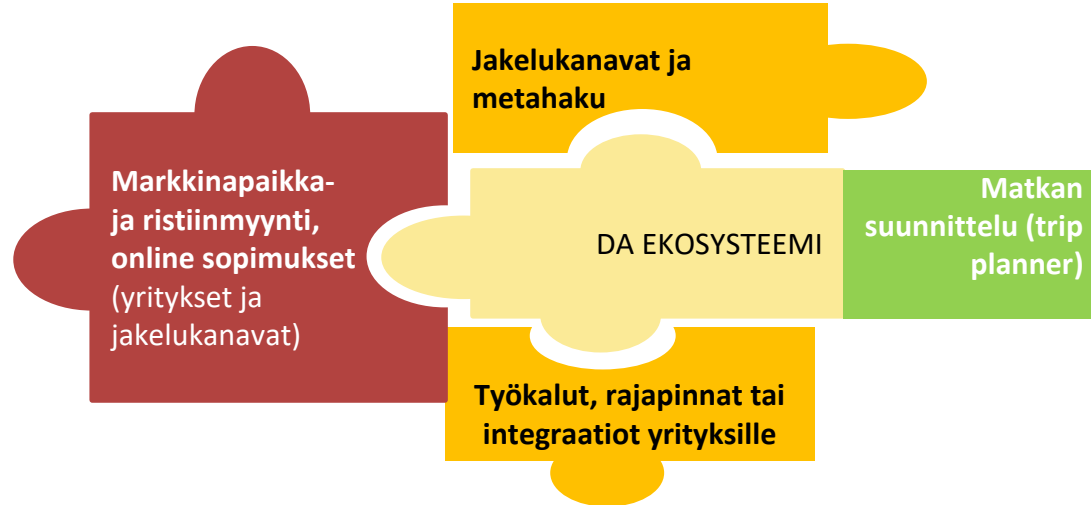 Jakelukanavat ja
metahaku
Markkinapaikka-
ja ristiinmyynti,
online sopimukset
(yritykset ja
jakelukanavat)
DA EKOSYSTEEMI
Matkan
suunnittelu (trip
planner)
Työkalut, rajapinnat tai
integraatiot yrityksille